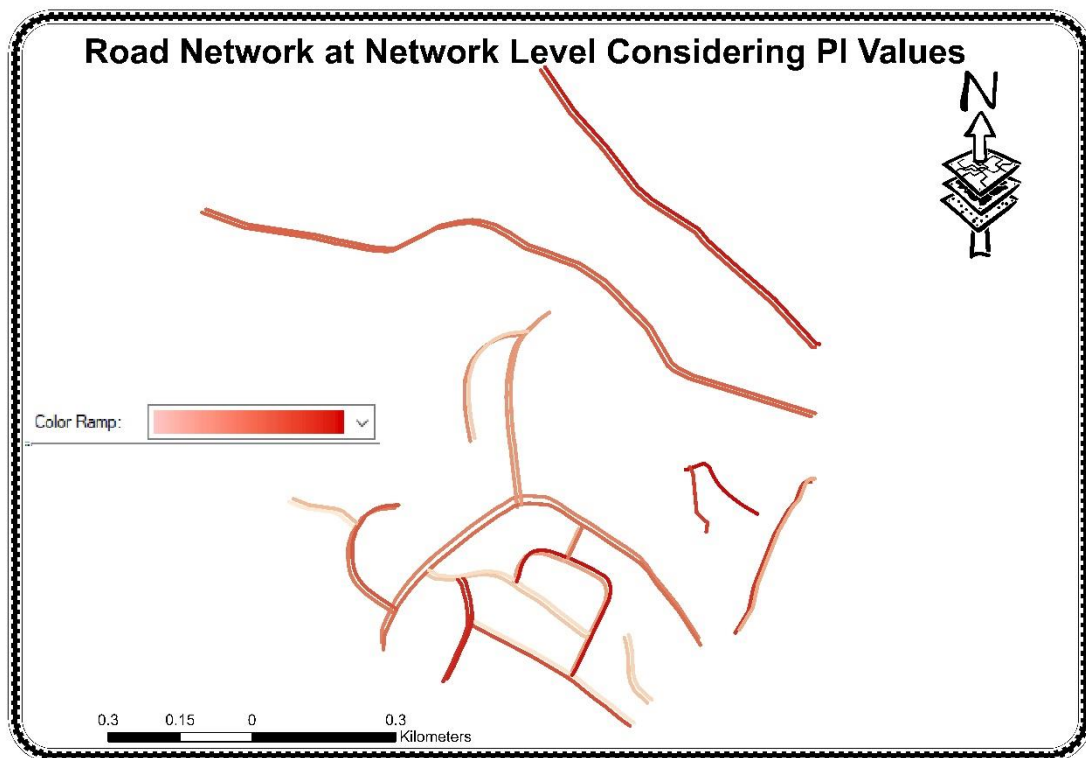 Road Network at Network Level Considering PI Values
N
Color Ramp:
0.3 0.15 0 0.3
Kilometers